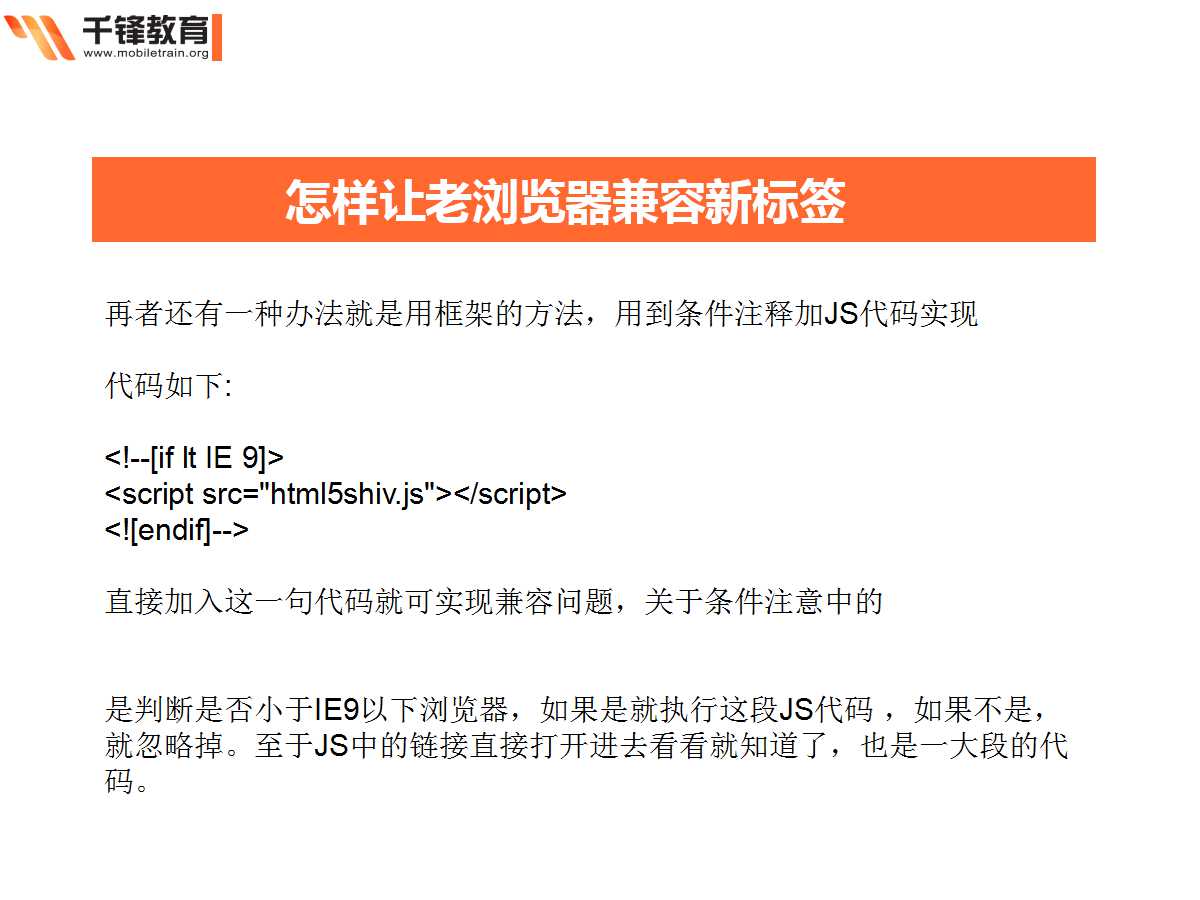 千锋教育
www.mobiletrain.org
怎样让老浏览器兼容新标签
再者还有一种办法就是用框架的方法，用到条件注释加JS代码实现
代码如下:
<!--[if lt IE 9]>
<script src="html5shiv.js"></script>
<![endif]-->
直接加入这一句代码就可实现兼容问题，关于条件注意中的
是判断是否小于IE9以下浏览器，如果是就执行这段JS代码 ，如果不是，
就忽略掉。至于JS中的链接直接打开进去看看就知道了，也是一大段的代
码。